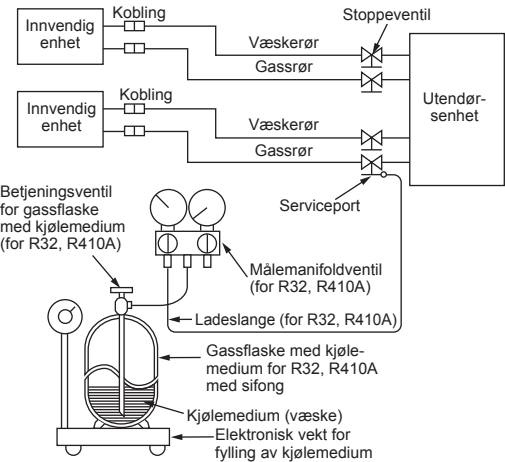 Kobling
Stoppeventil
Innvendig
enhet
Væskerør
Gassrør
Kobling
Innvendig
enhet
Væskerør
Gassrør
Utendør-
senhet
Serviceport
Betjeningsventil
for gassflaske
med kjølemedium
(for R32, R410A)
Målemanifoldventil
(for R32, R410A)
Ladeslange (for R32, R410A)
Gassflaske med kjøle-
medium for R32, R410A
med sifong
Kjølemedium (væske)
Elektronisk vekt for
fylling av kjølemedium